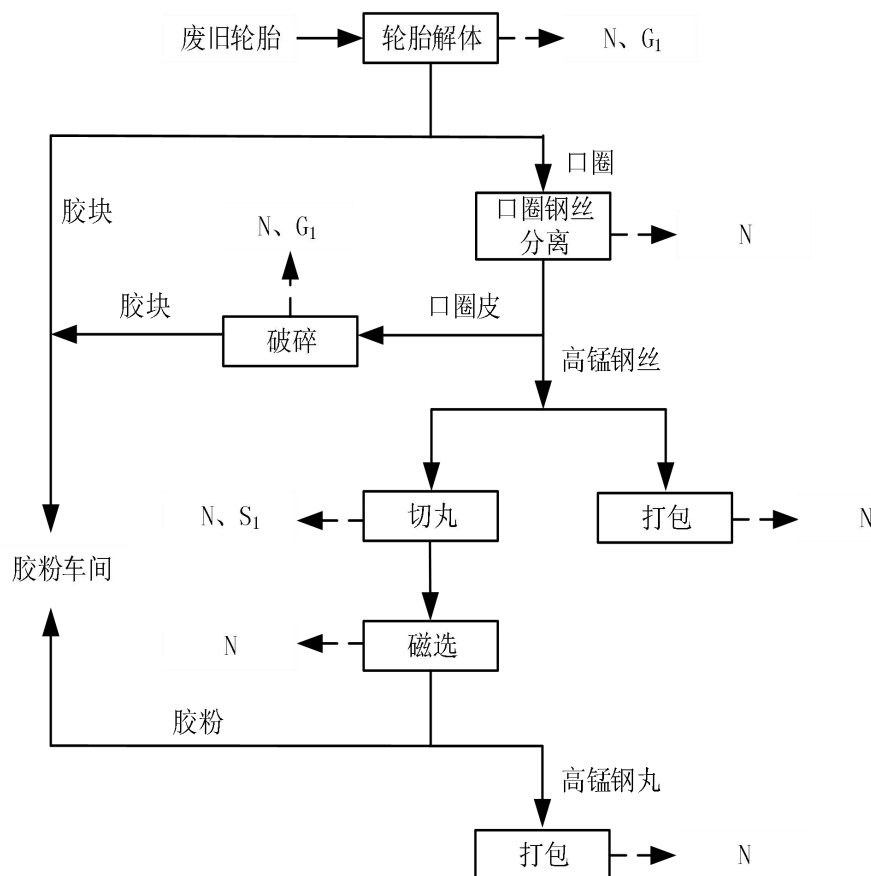 废旧轮胎
轮胎解体
N、G₁
口圈
胶块
口圈钢丝
分离
N
N、G₁
胶块
破碎
口圈皮
高锰钢丝
N、S₁
切丸
打包
N
胶粉车间
N
磁选
胶粉
高锰钢丸
打包
N